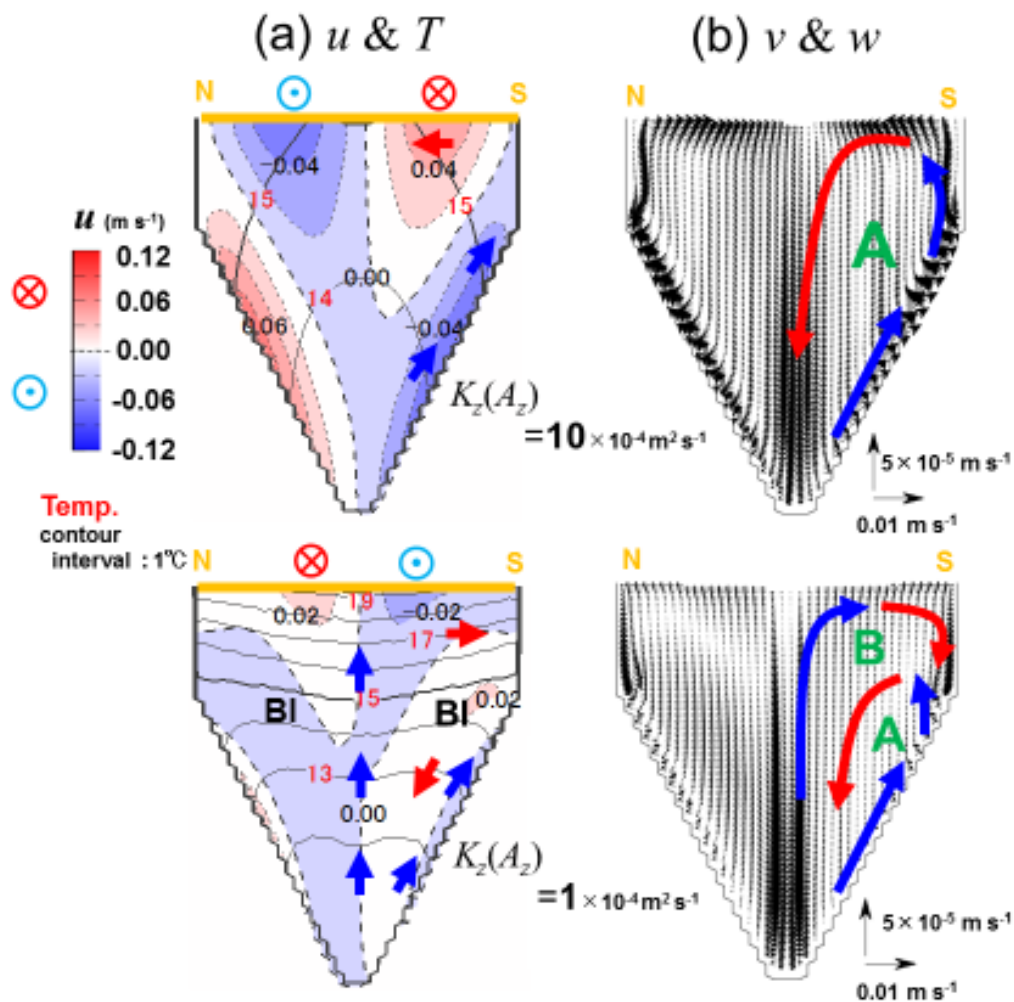 (a) u & T
(b) v & w
N
S
N
S
−0.04
0.04
15
15
u (m s-1)
0.12
0.06
0.00
-0.06
-0.12
0.00
14
0.06
−0.04
A
Kz(Az)
=10 × 10-4 m2 s-1
5 × 10-5 m s-1
0.01 m s-1
Temp.
contour
interval : 1℃
N
S
N
S
19
0.02
−0.02
17
B
15
0.02
BI
BI
A
13
0.00
Kz(Az)
=1 × 10-4 m2 s-1
5 × 10-5 m s-1
0.01 m s-1